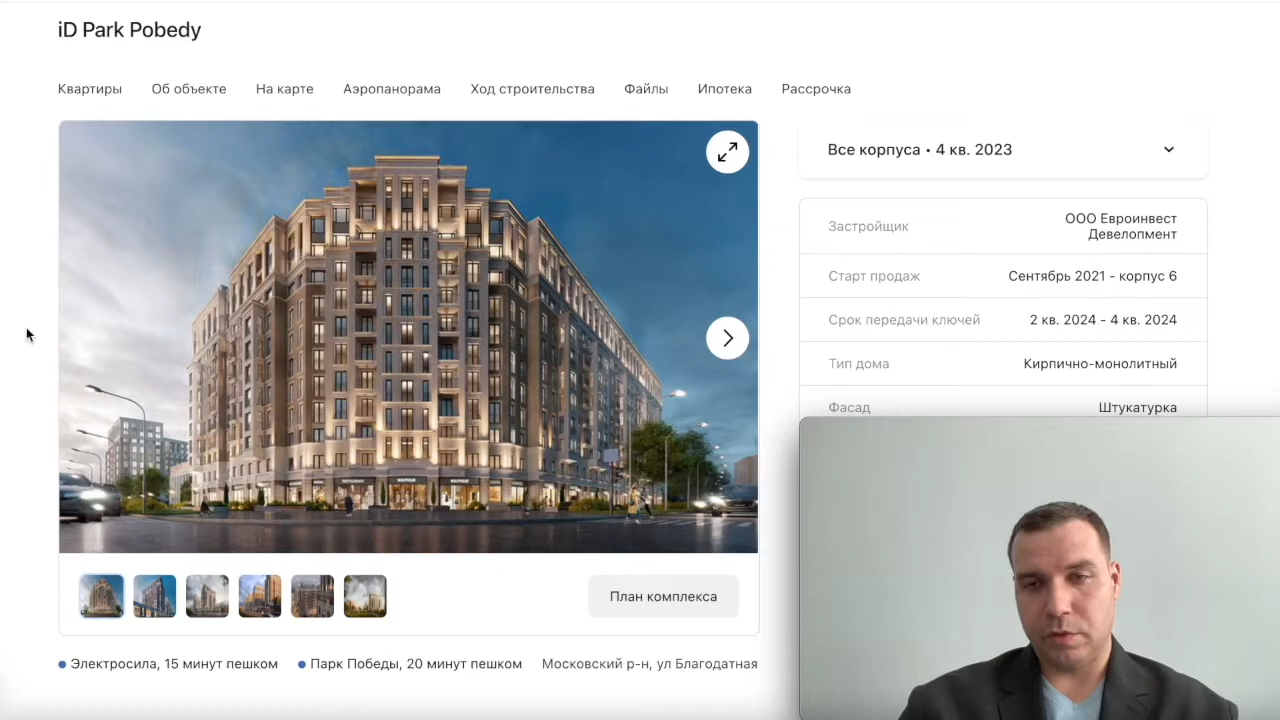 iD Park Pobedy
Квартиры Об объекте На карте Аэропанорама Ход строительства Файлы Ипотека Рассрочка
Все корпуса • 4 кв. 2023
Застройщик ООО Евроинвест
Девелопмент
Старт продаж Сентябрь 2021 - корпус 6
Срок передачи ключей 2 кв. 2024 - 4 кв. 2024
Тип дома Кирпично-монолитный
Фасад Штукатурка
План комплекса
Электросила, 15 минут пешком Парк Победы, 20 минут пешком Московский р-н, ул Благодатная